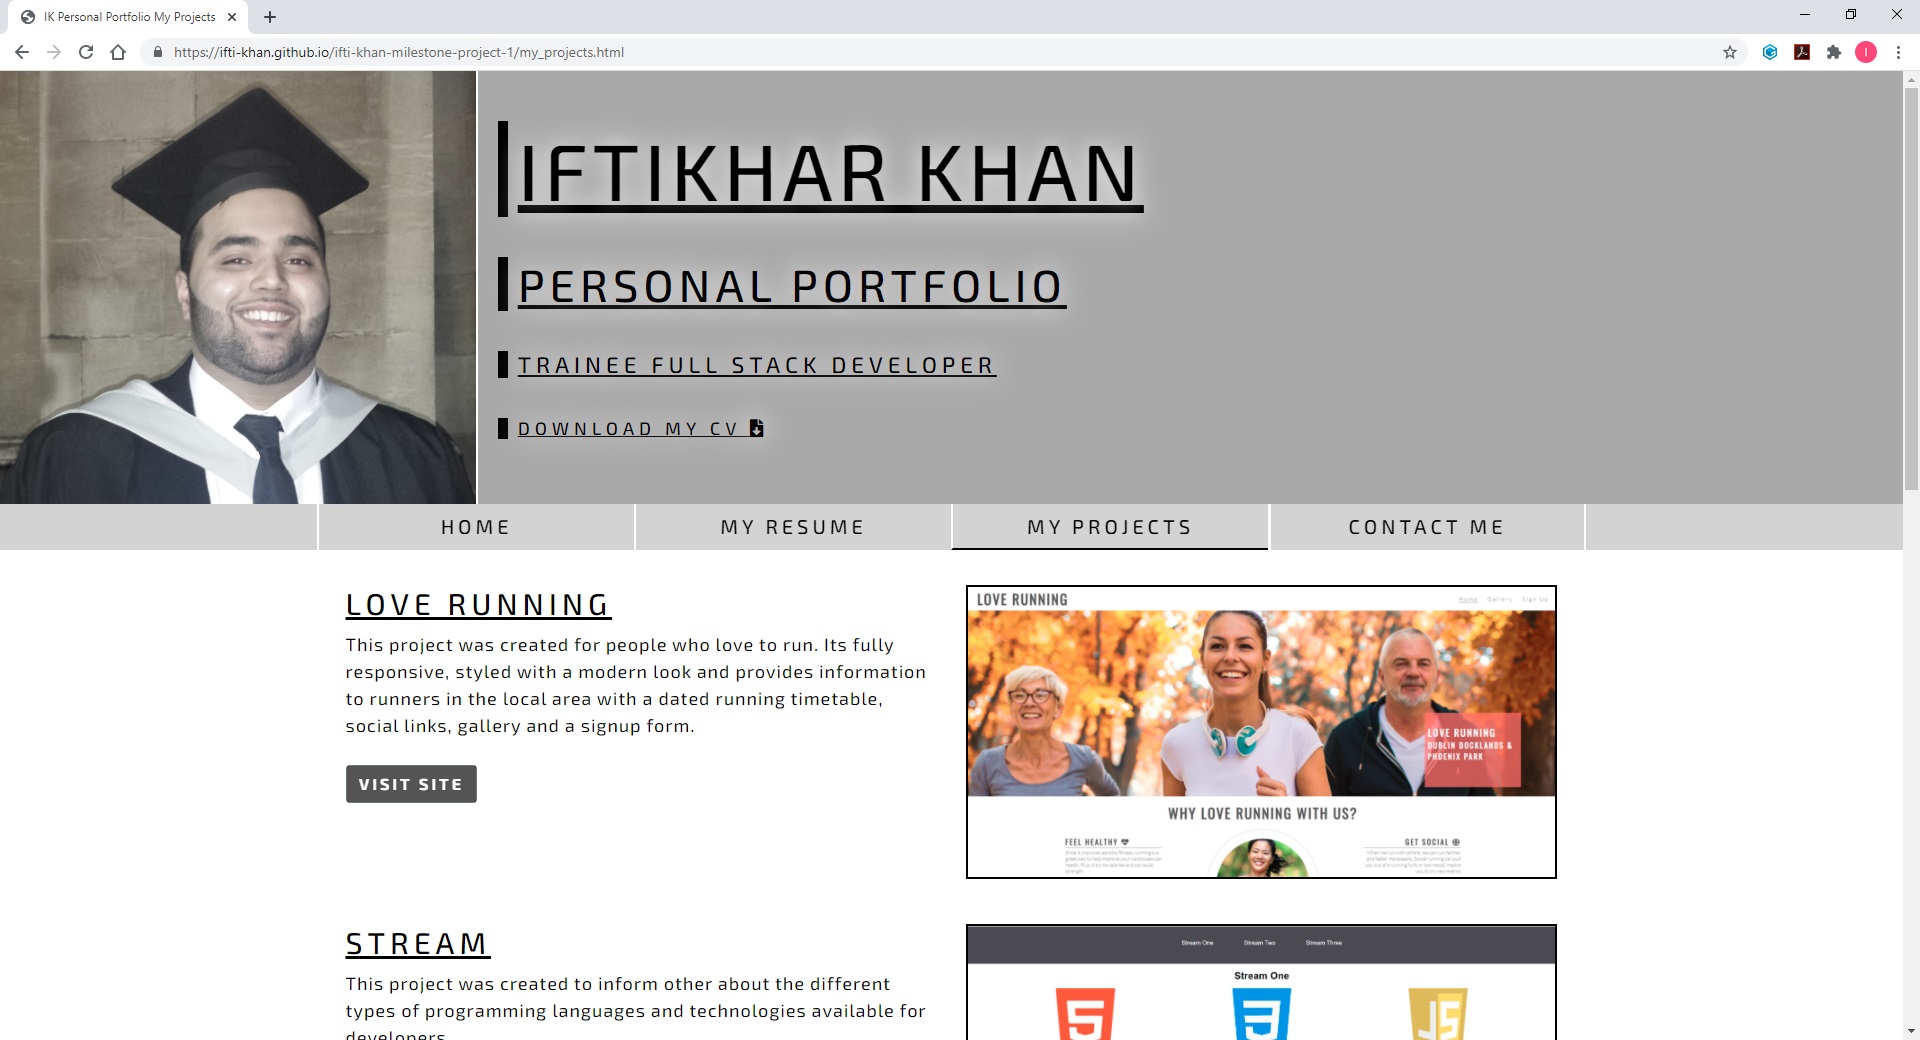 IK Personal Portfolio My Projects
https://ifti-khan.github.io/ifti-khan-milestone-project-1/my_projects.html
I
IFTIKHAR KHAN
PERSONAL PORTFOLIO
TRAINEE FULL STACK DEVELOPER
DOWNLOAD MY CV
HOME MY RESUME MY PROJECTS CONTACT ME
LOVE RUNNING
This project was created for people who love to run. Its fully
responsive, styled with a modern look and provides information
to runners in the local area with a dated running timetable,
social links, gallery and a signup form.
VISIT SITE
LOVE RUNNING
Home Gallery Sign Up
LOVE RUNNING
DUBLIN DOCKLANDS &
PHOENIX PARK
WHY LOVE RUNNING WITH US?
FEEL HEALTHY
GET SOCIAL
STREAM
This project was created to inform other about the different
types of programming languages and technologies available for
developers
Stream One Stream Two Stream Three
Stream One
5
3
JS